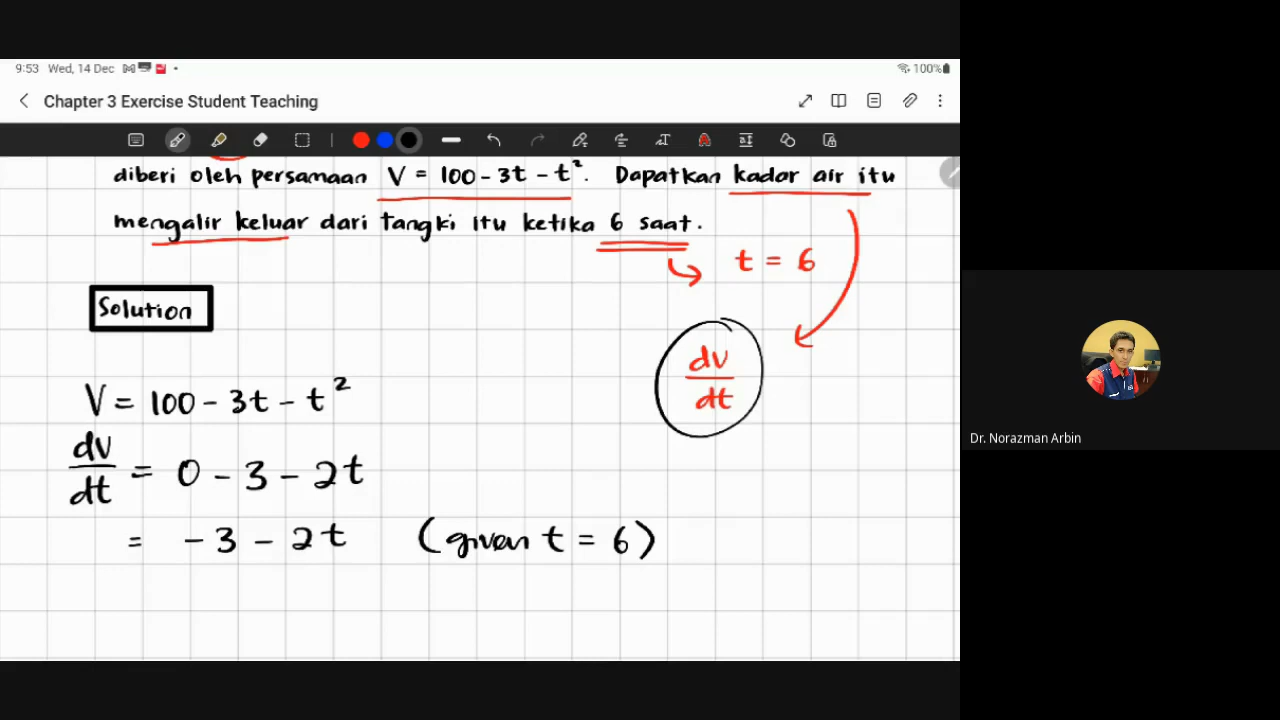 9:53 Wed, 14 Dec
100%
Chapter 3 Exercise Student Teaching
diberi oleh persamaan V = 100 - 3t - t². Dapatkan kadar air itu
mengalir keluar dari tangki itu ketika 6 saat.
t = 6
Solution
dv
dt
V = 100 - 3t - t²
dv
dt
= 0 - 3 - 2t
= -3 - 2t (given t = 6)
Dr. Norazman Arbin